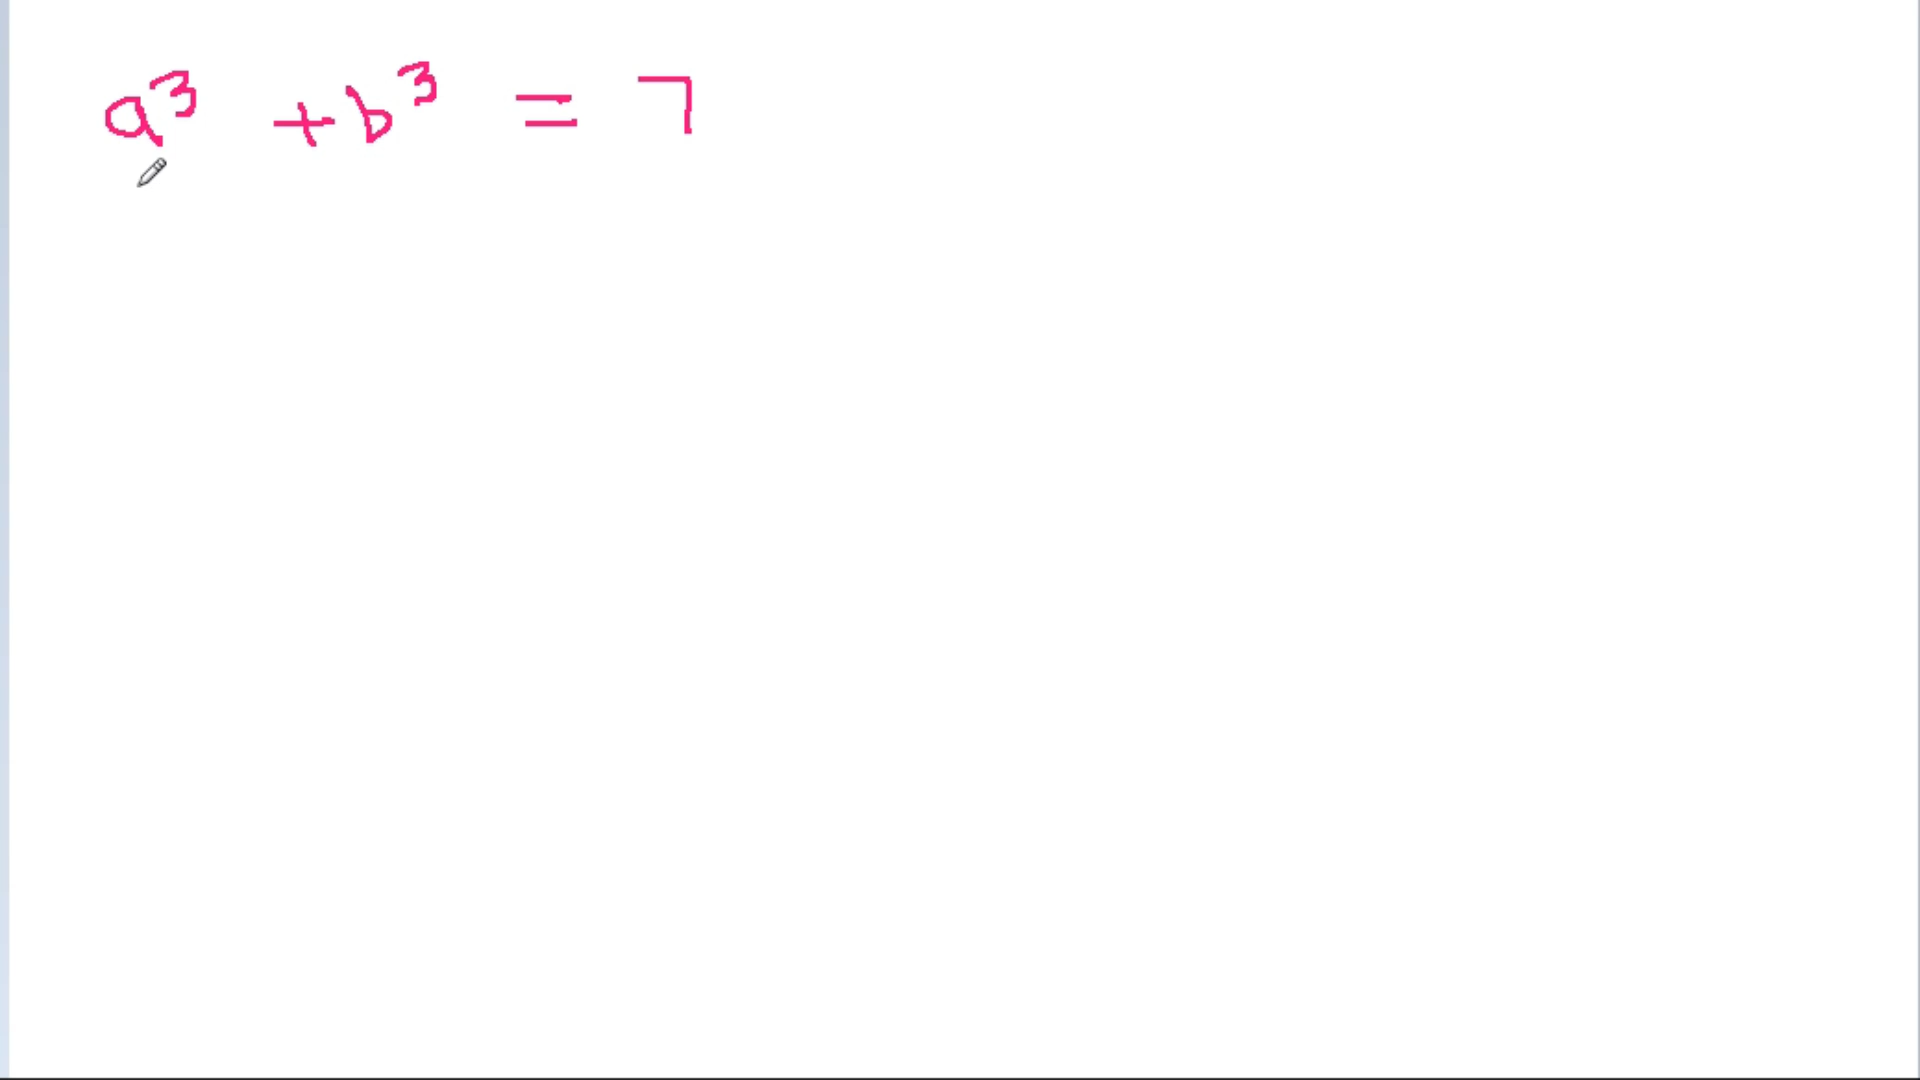 a³ + b³ = 7